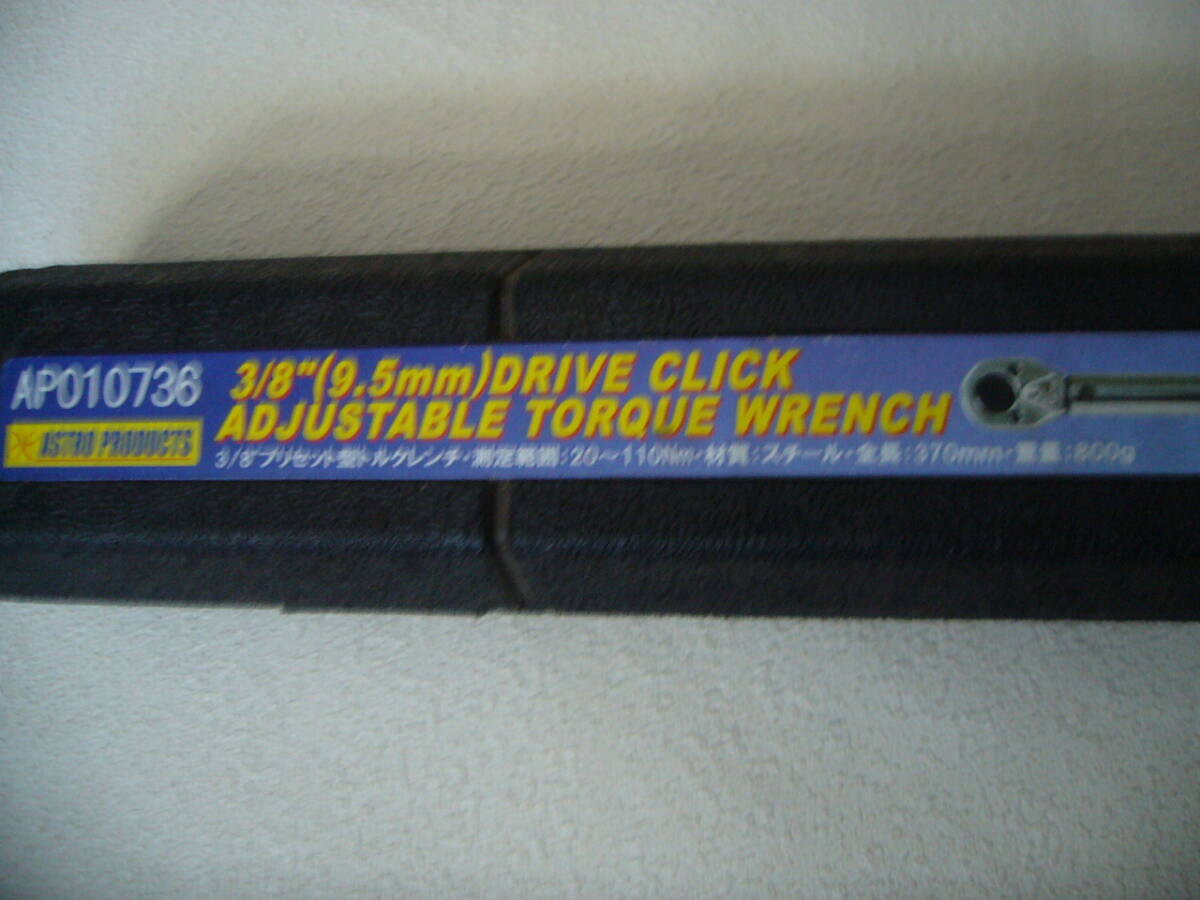 AP010736
ASTRO PRODUCTS
3/8"(9.5mm)DRIVE CLICK
ADJUSTABLE TORQUE WRENCH
3/8"プリセット型トルクレンチ・測定範囲:20～110Nm・材質:スチール・全長:370mm・重量:800g